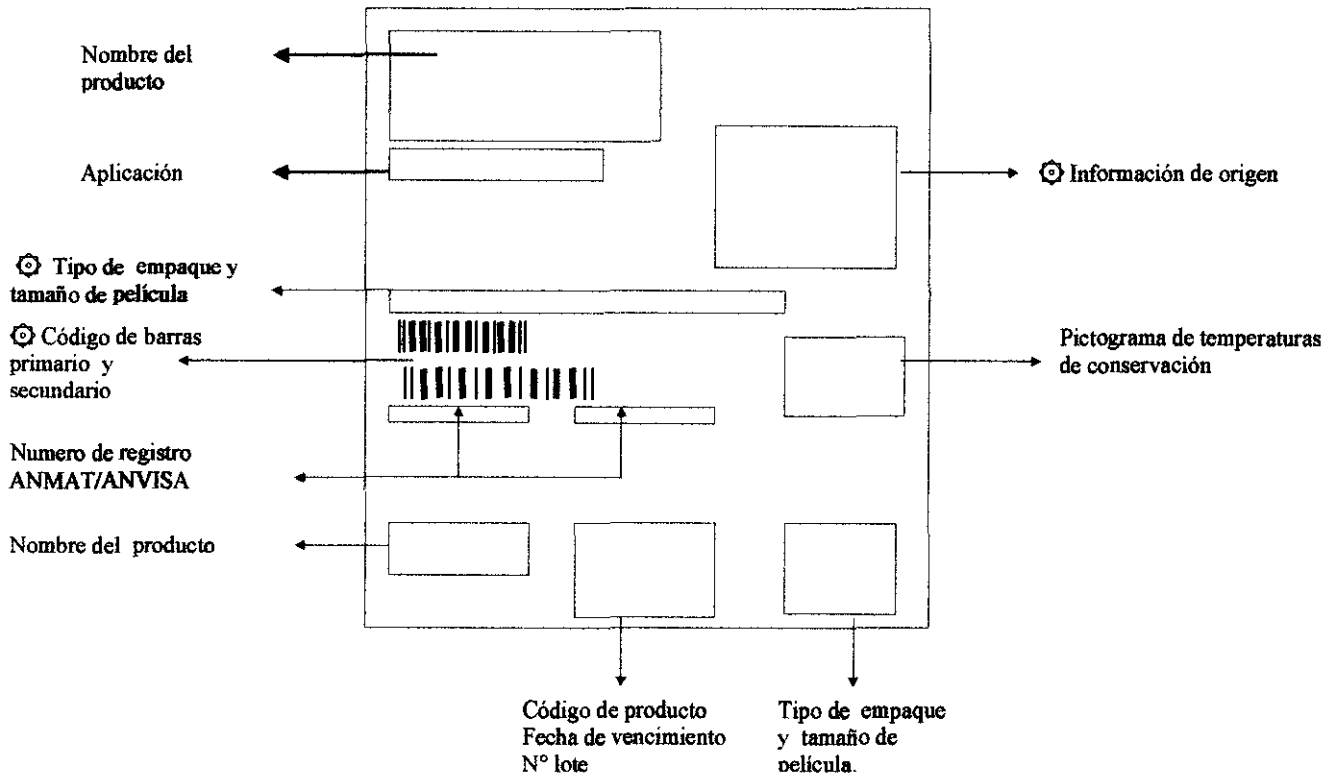 Nombre del
producto
Aplicación
Información de origen
Tipo de empaque y
tamaño de película
Código de barras
primario y
secundario
Pictograma de temperaturas
de conservación
Numero de registro
ANMAT/ANVISA
Nombre del producto
Código de producto
Fecha de vencimiento
N° lote
Tipo de empaque
y tamaño de
película.